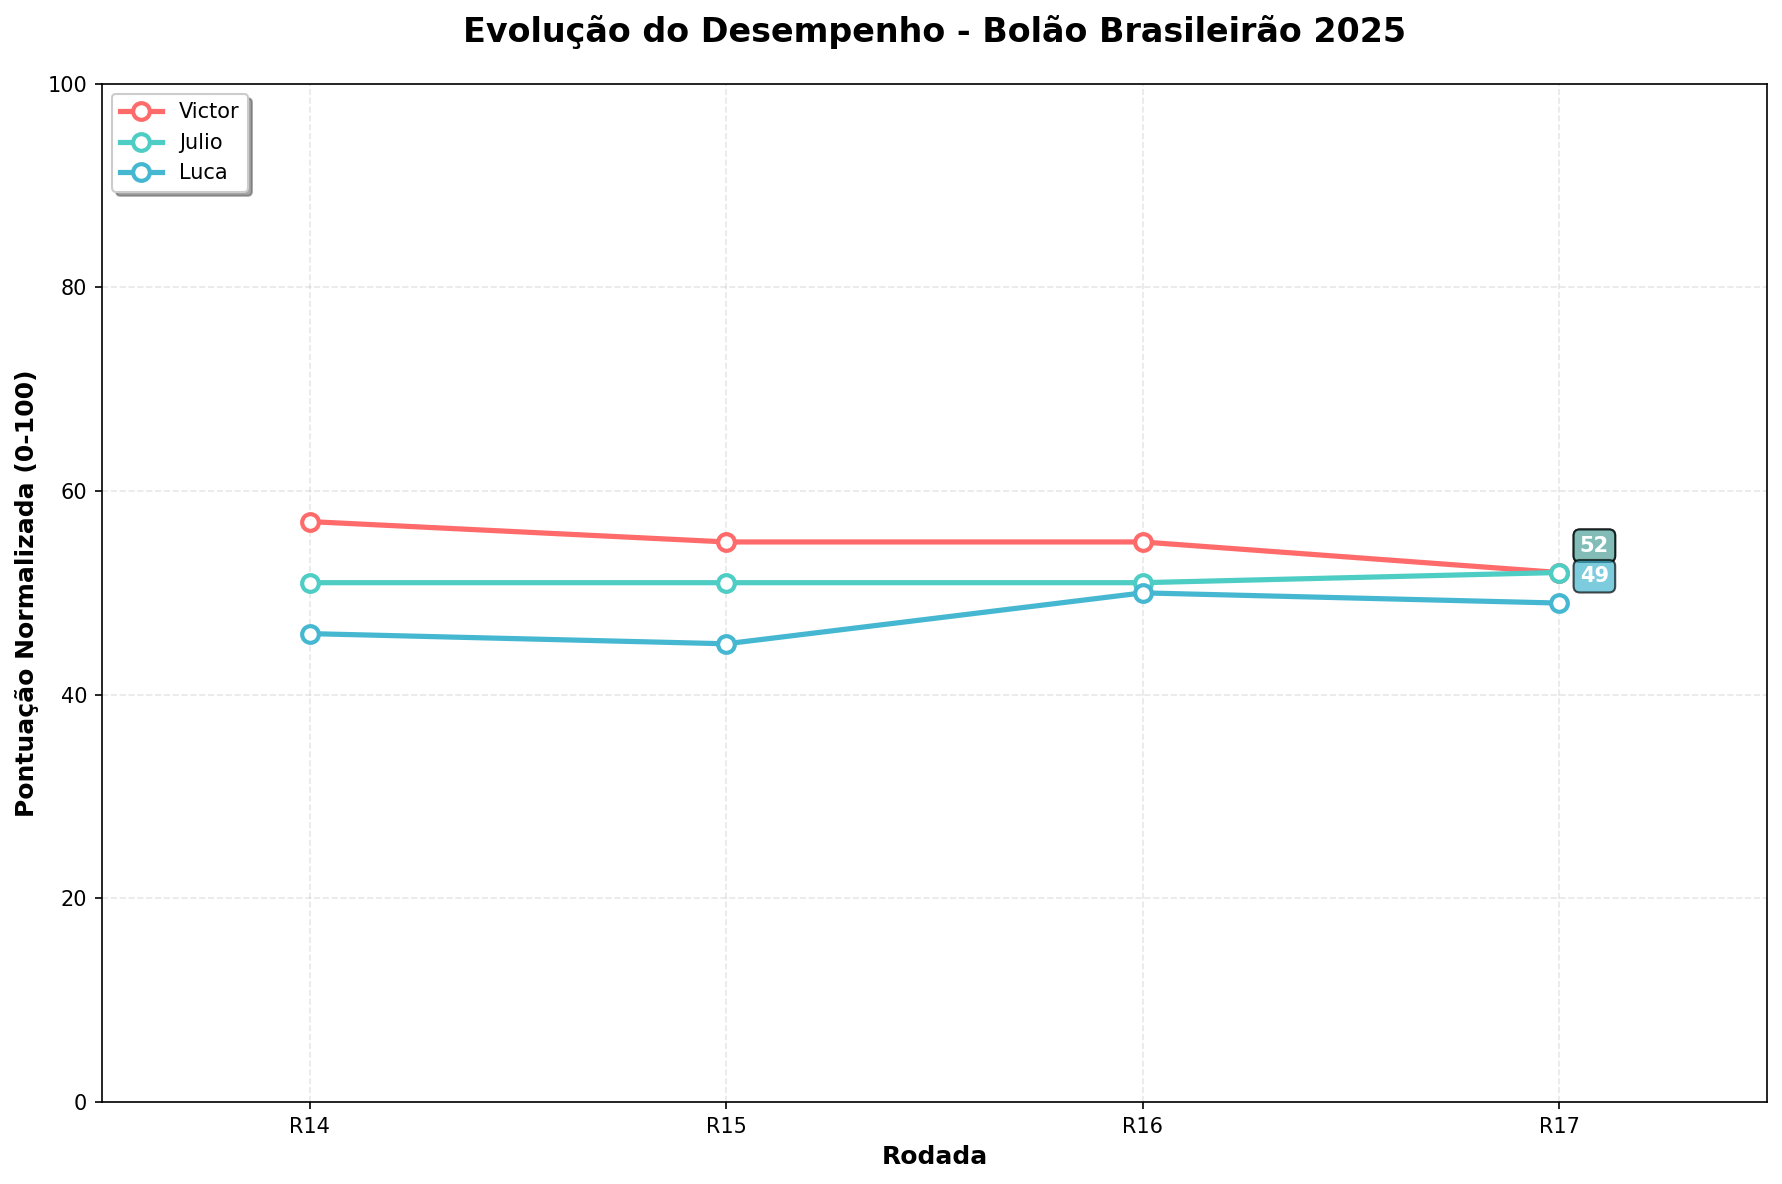 Evolução do Desempenho - Bolão Brasileirão 2025
Victor
Julio
Luca
Pontuação Normalizada (0-100)
100
80
60
40
20
0
52
49
R14
R15
R16
R17
Rodada